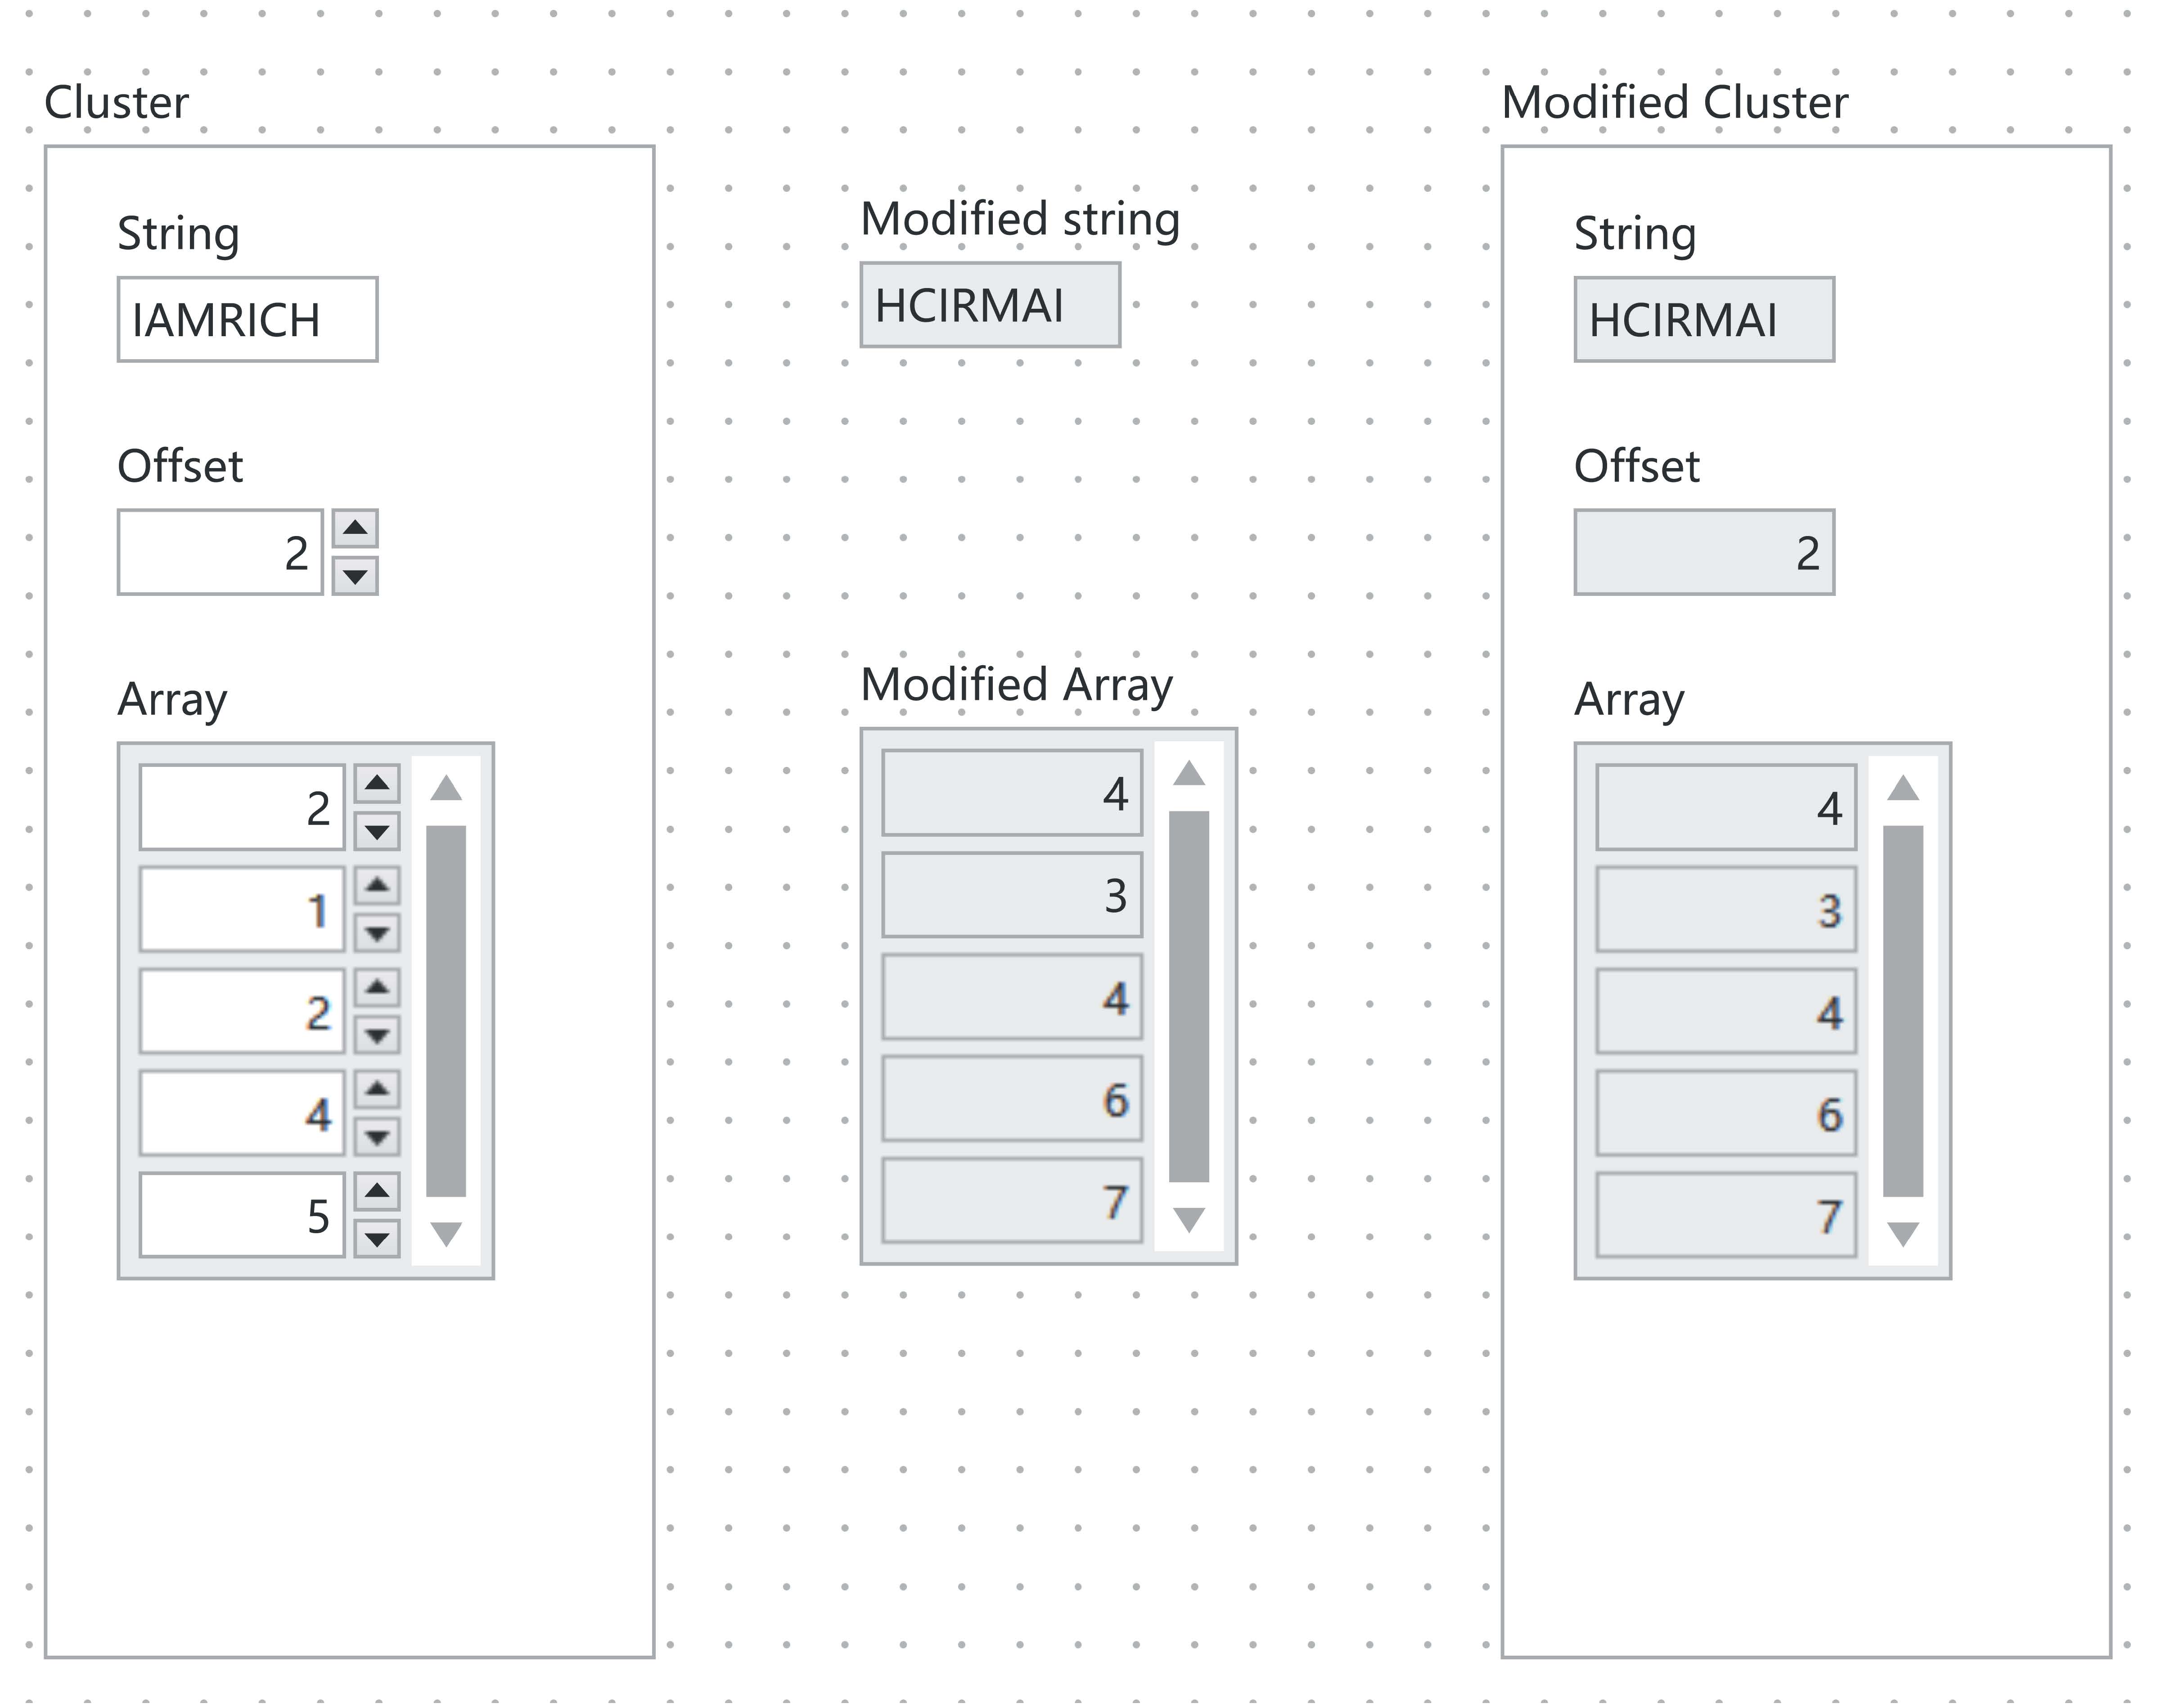 Cluster
String
IAMRICH
Offset
2
Array
2
1
2
4
5
Modified string
HCIRMAI
Modified Array
4
3
4
6
7
Modified Cluster
String
HCIRMAI
Offset
2
Array
4
3
4
6
7